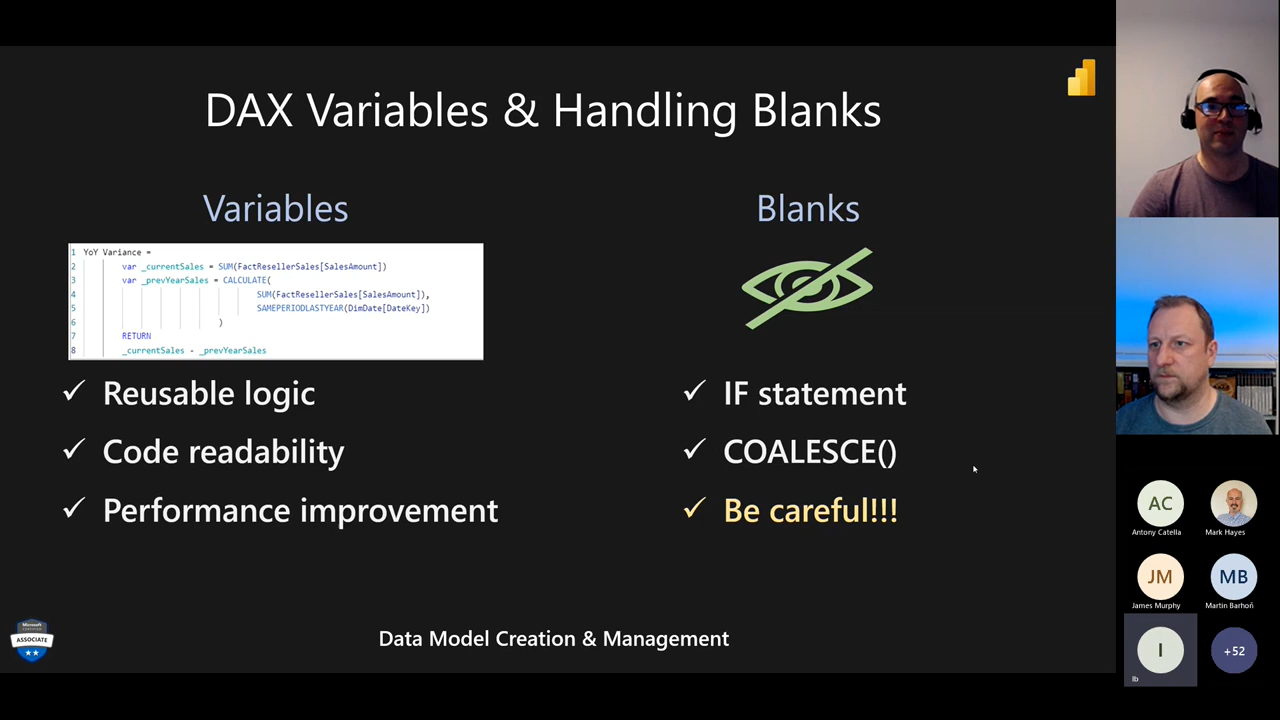 DAX Variables & Handling Blanks
Variables
1 YoY Variance =
2 var _currentSales = SUM(FactResellerSales[SalesAmount])
3 var _prevYearSales = CALCULATE(
4 SUM(FactResellerSales[SalesAmount]),
5 SAMEPERIODLASTYEAR(DimDate[DateKey])
6 )
7 RETURN
8 _currentSales - _prevYearSales
✓ Reusable logic
✓ Code readability
✓ Performance improvement
Blanks
✓ IF statement
✓ COALESCE()
✓ Be careful!!!
Microsoft
CERTIFIED
ASSOCIATE
Data Model Creation & Management
AC
Antony Catella
Mark Hayes
JM
James Murphy
MB
Martin Barhoň
I
Ib
+52